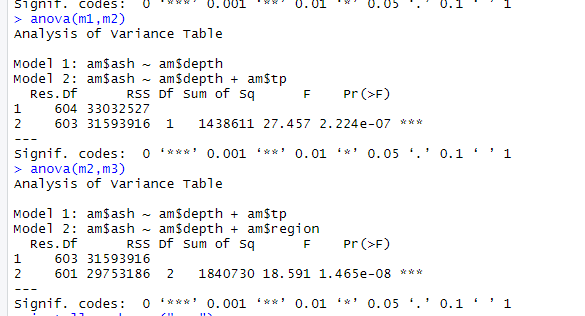 Signif. codes:  0 ‘***’ 0.001 ‘**’ 0.01 ‘*’ 0.05 ‘.’ 0.1 ‘ ’ 1
> anova(m1,m2)
Analysis of Variance Table

Model 1: am$ash ~ am$depth
Model 2: am$ash ~ am$depth + am$tp
  Res.Df      RSS Df Sum of Sq      F    Pr(>F)
1    604 33032527
2    603 31593916  1   1438611 27.457 2.224e-07 ***
---
Signif. codes:  0 ‘***’ 0.001 ‘**’ 0.01 ‘*’ 0.05 ‘.’ 0.1 ‘ ’ 1
> anova(m2,m3)
Analysis of Variance Table

Model 1: am$ash ~ am$depth + am$tp
Model 2: am$ash ~ am$depth + am$region
  Res.Df      RSS Df Sum of Sq      F    Pr(>F)
1    603 31593916
2    601 29753186  2   1840730 18.591 1.465e-08 ***
---
Signif. codes:  0 ‘***’ 0.001 ‘**’ 0.01 ‘*’ 0.05 ‘.’ 0.1 ‘ ’ 1